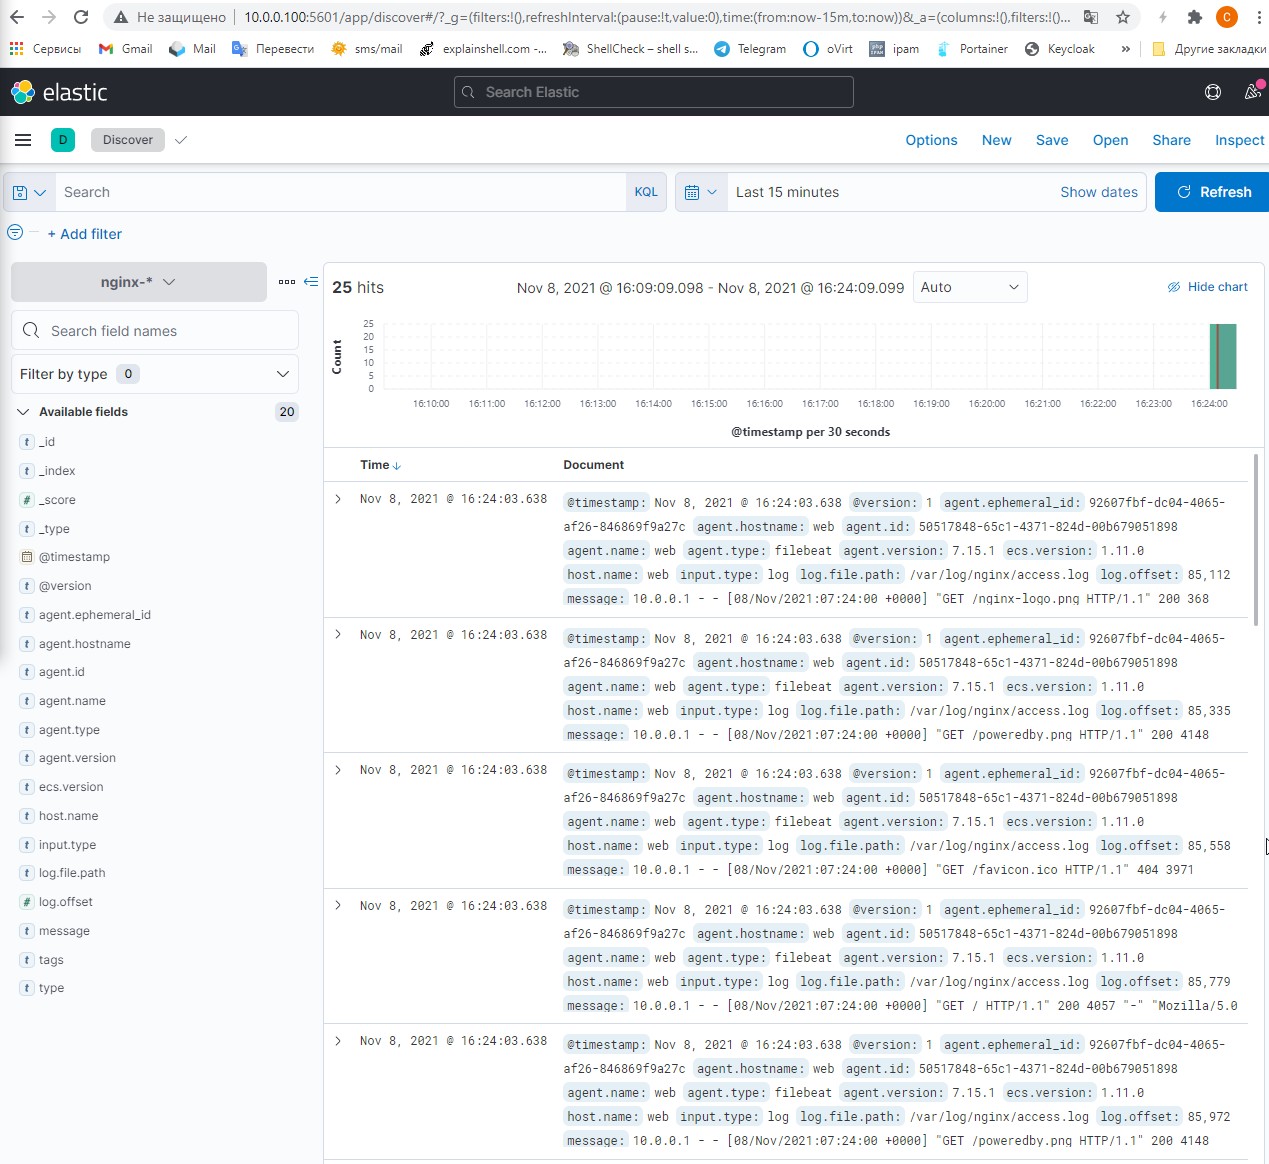 Не защищено | 10.0.0.100:5601/app/discover#/?_g=(filters:!(),refreshInterval:(pause:!t,value:0),time:(from:now-15m,to:now))&_a=(columns:!(),filters:!()...
C
Сервисы Gmail Mail Перевести sms/mail explainshell.com -... ShellCheck – shell s... Telegram oVirt ipam Portainer Keycloak » Другие закладки
elastic Search Elastic
D Discover Options New Save Open Share Inspect
Search KQL Last 15 minutes Show dates Refresh
+ Add filter
nginx-*
25 hits Nov 8, 2021 @ 16:09:09.098 - Nov 8, 2021 @ 16:24:09.099 Auto Hide chart
Search field names
Filter by type 0
Available fields 20
_id
_index
_score
_type
@timestamp
@version
agent.ephemeral_id
agent.hostname
agent.id
agent.name
agent.type
agent.version
ecs.version
host.name
input.type
log.file.path
log.offset
message
tags
type
Count
25
20
15
10
5
0
16:10:00 16:11:00 16:12:00 16:13:00 16:14:00 16:15:00 16:16:00 16:17:00 16:18:00 16:19:00 16:20:00 16:21:00 16:22:00 16:23:00 16:24:00
@timestamp per 30 seconds
Time Document
Nov 8, 2021 @ 16:24:03.638 @timestamp: Nov 8, 2021 @ 16:24:03.638 @version: 1 agent.ephemeral_id: 92607fbf-dc04-4065-
af26-846869f9a27c agent.hostname: web agent.id: 50517848-65c1-4371-824d-00b679051898
agent.name: web agent.type: filebeat agent.version: 7.15.1 ecs.version: 1.11.0
host.name: web input.type: log log.file.path: /var/log/nginx/access.log log.offset: 85,112
message: 10.0.0.1 - - [08/Nov/2021:07:24:00 +0000] "GET /nginx-logo.png HTTP/1.1" 200 368
Nov 8, 2021 @ 16:24:03.638 @timestamp: Nov 8, 2021 @ 16:24:03.638 @version: 1 agent.ephemeral_id: 92607fbf-dc04-4065-
af26-846869f9a27c agent.hostname: web agent.id: 50517848-65c1-4371-824d-00b679051898
agent.name: web agent.type: filebeat agent.version: 7.15.1 ecs.version: 1.11.0
host.name: web input.type: log log.file.path: /var/log/nginx/access.log log.offset: 85,335
message: 10.0.0.1 - - [08/Nov/2021:07:24:00 +0000] "GET /poweredby.png HTTP/1.1" 200 4148
Nov 8, 2021 @ 16:24:03.638 @timestamp: Nov 8, 2021 @ 16:24:03.638 @version: 1 agent.ephemeral_id: 92607fbf-dc04-4065-
af26-846869f9a27c agent.hostname: web agent.id: 50517848-65c1-4371-824d-00b679051898
agent.name: web agent.type: filebeat agent.version: 7.15.1 ecs.version: 1.11.0
host.name: web input.type: log log.file.path: /var/log/nginx/access.log log.offset: 85,558
message: 10.0.0.1 - - [08/Nov/2021:07:24:00 +0000] "GET /favicon.ico HTTP/1.1" 404 3971
Nov 8, 2021 @ 16:24:03.638 @timestamp: Nov 8, 2021 @ 16:24:03.638 @version: 1 agent.ephemeral_id: 92607fbf-dc04-4065-
af26-846869f9a27c agent.hostname: web agent.id: 50517848-65c1-4371-824d-00b679051898
agent.name: web agent.type: filebeat agent.version: 7.15.1 ecs.version: 1.11.0
host.name: web input.type: log log.file.path: /var/log/nginx/access.log log.offset: 85,779
message: 10.0.0.1 - - [08/Nov/2021:07:24:00 +0000] "GET / HTTP/1.1" 200 4057 "-" "Mozilla/5.0
Nov 8, 2021 @ 16:24:03.638 @timestamp: Nov 8, 2021 @ 16:24:03.638 @version: 1 agent.ephemeral_id: 92607fbf-dc04-4065-
af26-846869f9a27c agent.hostname: web agent.id: 50517848-65c1-4371-824d-00b679051898
agent.name: web agent.type: filebeat agent.version: 7.15.1 ecs.version: 1.11.0
host.name: web input.type: log log.file.path: /var/log/nginx/access.log log.offset: 85,972
message: 10.0.0.1 - - [08/Nov/2021:07:24:00 +0000] "GET /poweredby.png HTTP/1.1" 200 4148